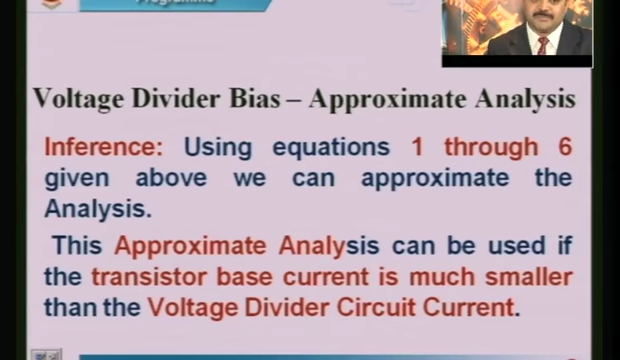 Programme
Voltage Divider Bias – Approximate Analysis
Inference: Using equations 1 through 6
given above we can approximate the
Analysis.
This Approximate Analysis can be used if
the transistor base current is much smaller
than the Voltage Divider Circuit Current.